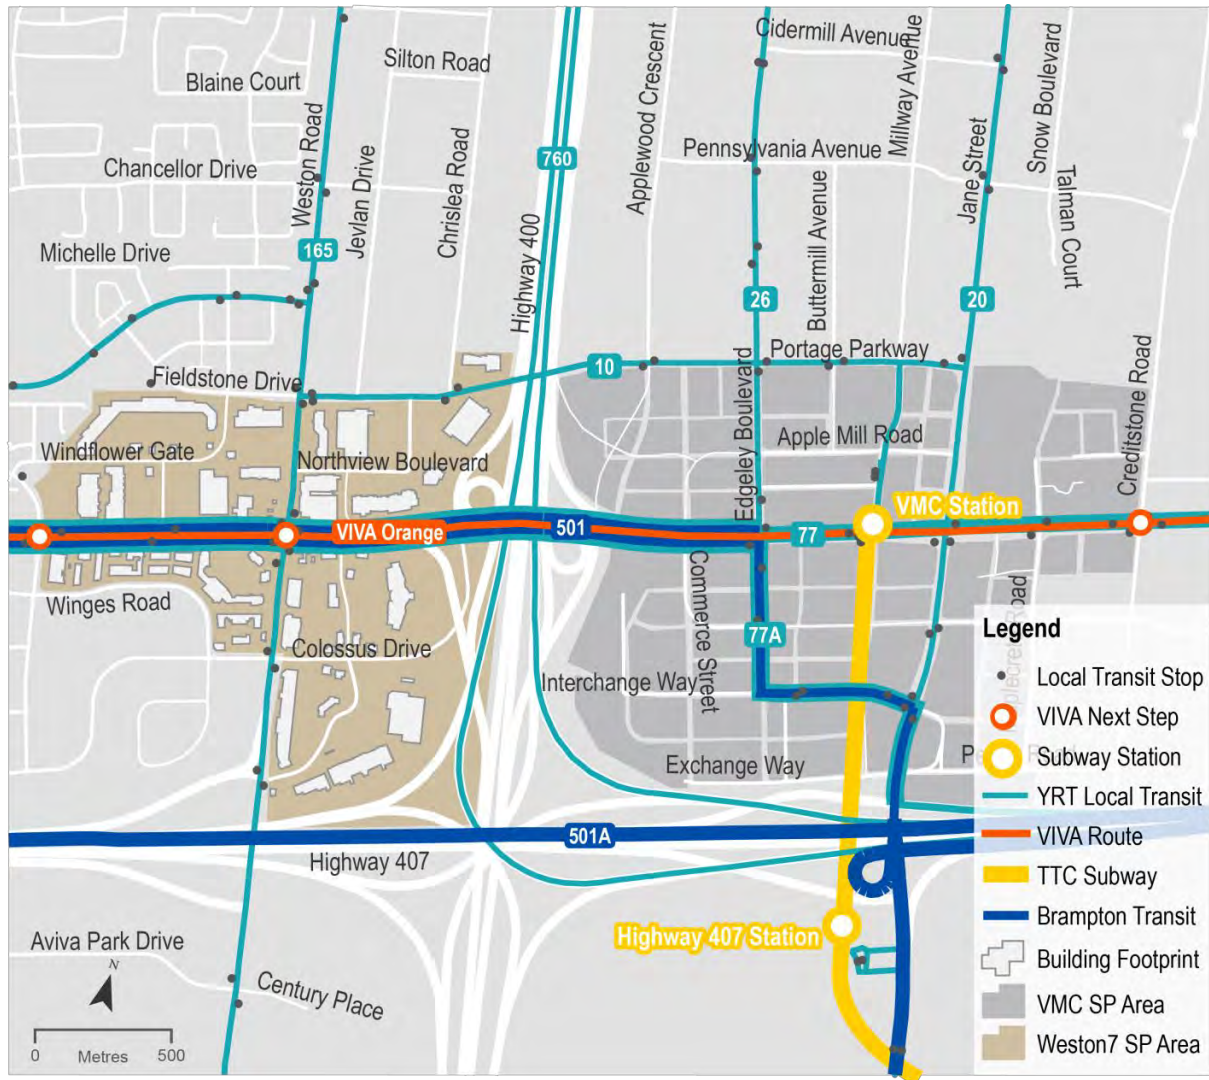 Cidermill Avenue
Silton Road
Blaine Court
Millway Avenue
Snow Boulevard
Applewood Crescent
Weston Road
760
Pennsylvania Avenue
Chancellor Drive
Jevlan Drive
Chrislea Road
Jane Street
Talman Court
Michelle Drive
165
Highway 400
Buttermill Avenue
26
20
Portage Parkway
10
Fieldstone Drive
Creditstone Road
Edgeley Boulevard
Apple Mill Road
Windflower Gate
Northview Boulevard
VMC Station
VIVA Orange
501
77
Winges Road
Commerce Street
77A
Colossus Drive
Interchange Way
Exchange Way
501A
Highway 407
Highway 407 Station
Aviva Park Drive
Century Place
N
0 Metres 500
Legend
Local Transit Stop
VIVA Next Step
Subway Station
YRT Local Transit
VIVA Route
TTC Subway
Brampton Transit
Building Footprint
VMC SP Area
Weston7 SP Area